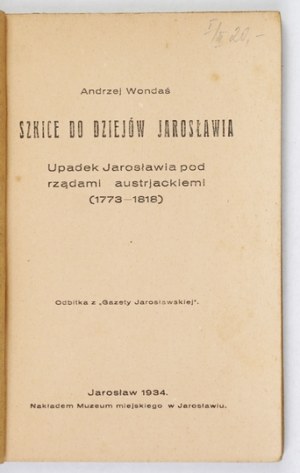 Andrzej Wondaś
SZKICE DO DZIEJÓW JAROSŁAWIA
Upadek Jarosławia pod
rządami austrjackiemi
(1773—1818)
Odbitka z „Gazety Jarosławskiej".
Jarosław 1934.
Nakładem Muzeum miejskiego w Jarosławiu.